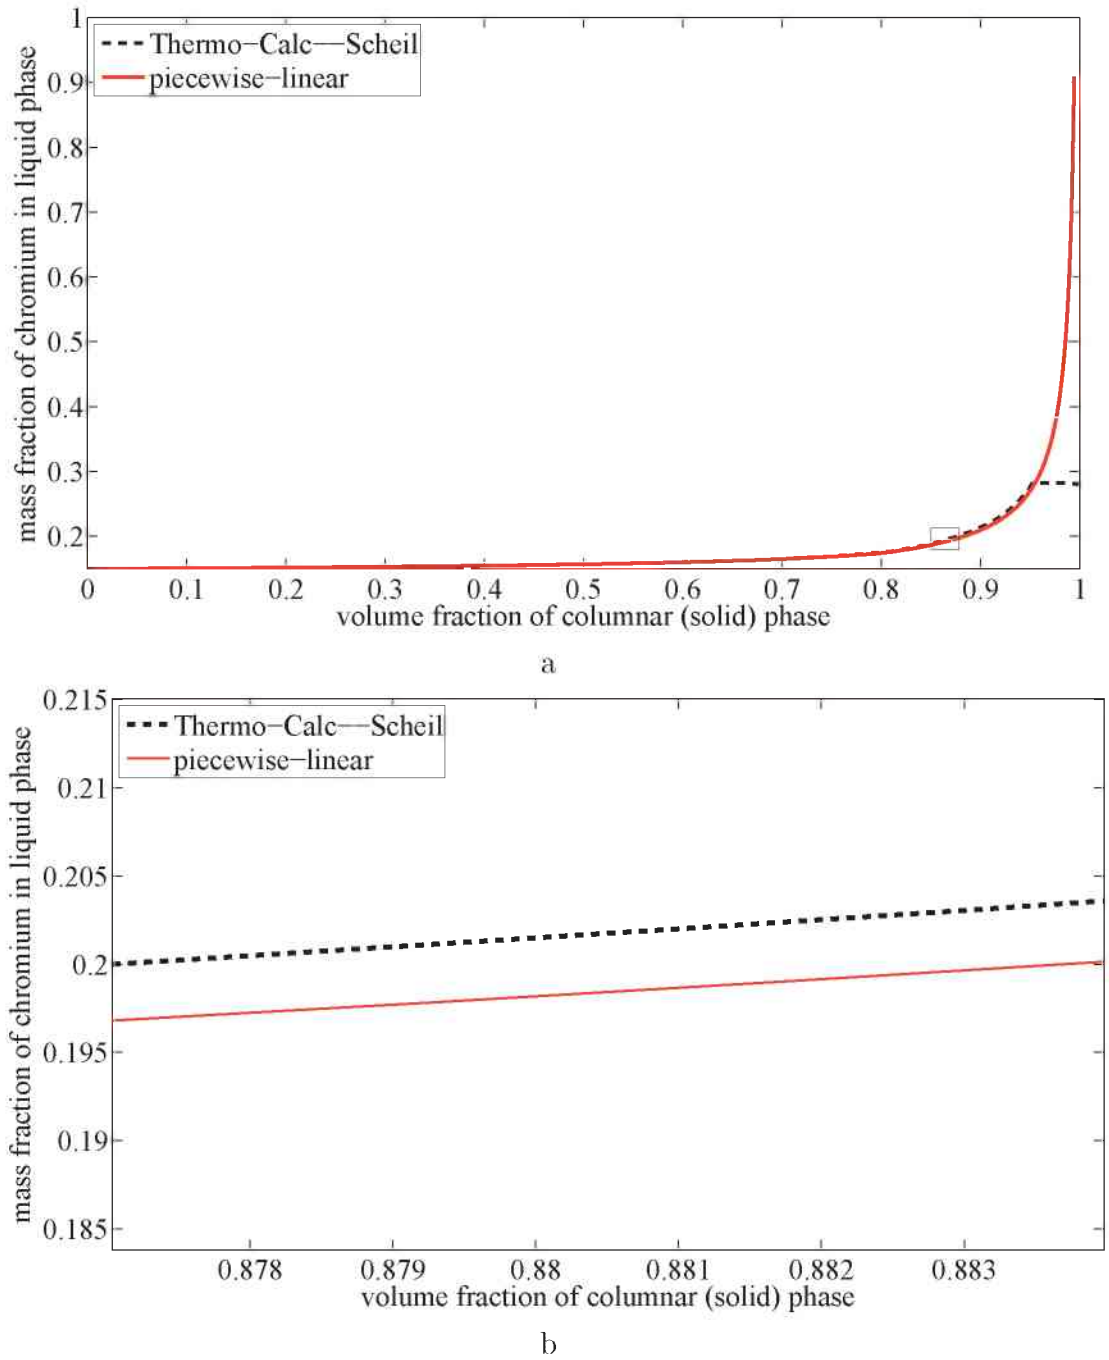 1
0.9
0.8
0.7
0.6
0.5
0.4
0.3
0.2
mass fraction of chromium in liquid phase
Thermo−Calc−−Scheil
piecewise−linear
0 0.1 0.2 0.3 0.4 0.5 0.6 0.7 0.8 0.9 1
volume fraction of columnar (solid) phase
a
0.215
0.21
0.205
0.2
0.195
0.19
0.185
mass fraction of chromium in liquid phase
Thermo−Calc−−Scheil
piecewise−linear
0.878 0.879 0.88 0.881 0.882 0.883
volume fraction of columnar (solid) phase
b